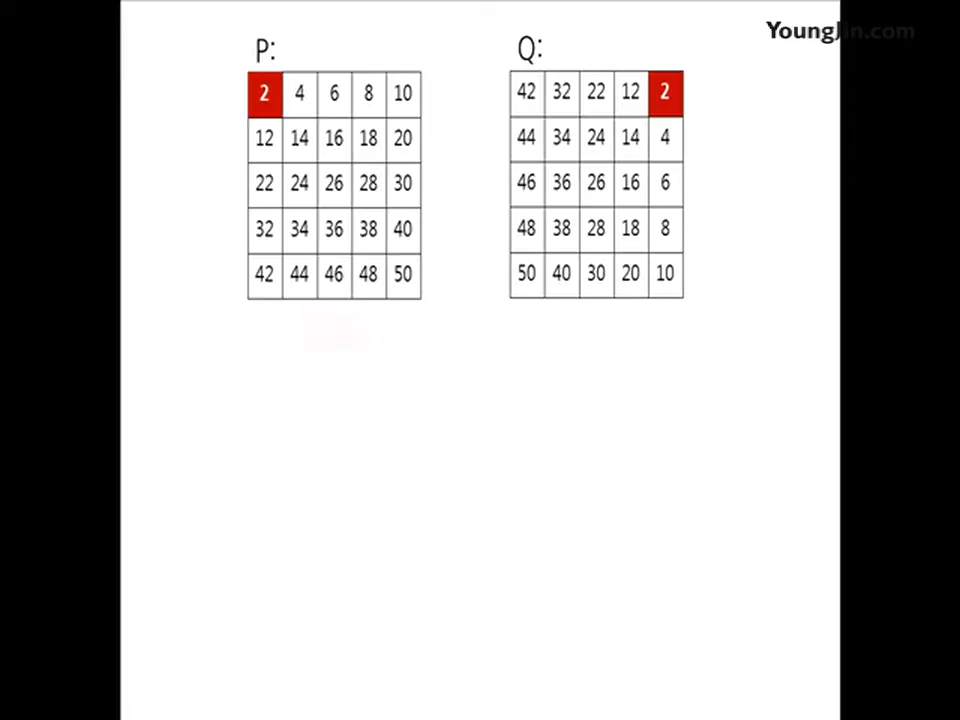 YoungJin.com
P:
2 4 6 8 10
12 14 16 18 20
22 24 26 28 30
32 34 36 38 40
42 44 46 48 50
Q:
42 32 22 12 2
44 34 24 14 4
46 36 26 16 6
48 38 28 18 8
50 40 30 20 10